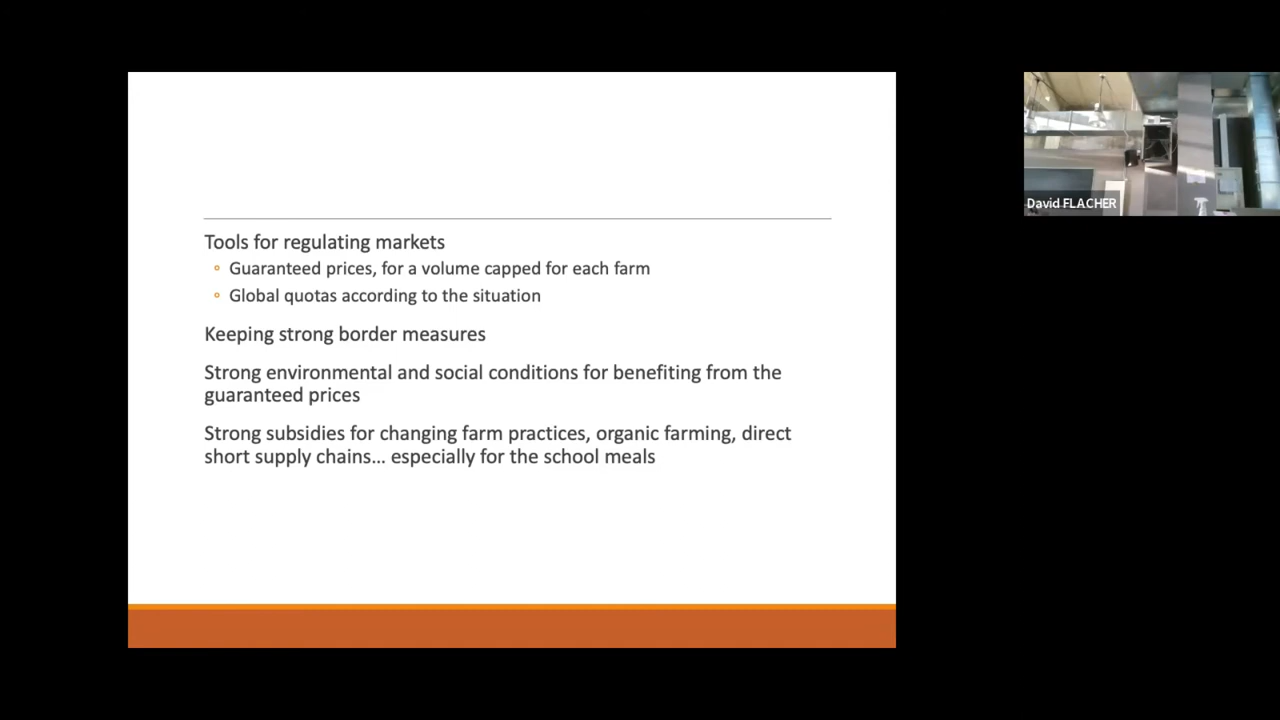 Tools for regulating markets
Guaranteed prices, for a volume capped for each farm
Global quotas according to the situation
Keeping strong border measures
Strong environmental and social conditions for benefiting from the
guaranteed prices
Strong subsidies for changing farm practices, organic farming, direct
short supply chains… especially for the school meals
David FLACHER